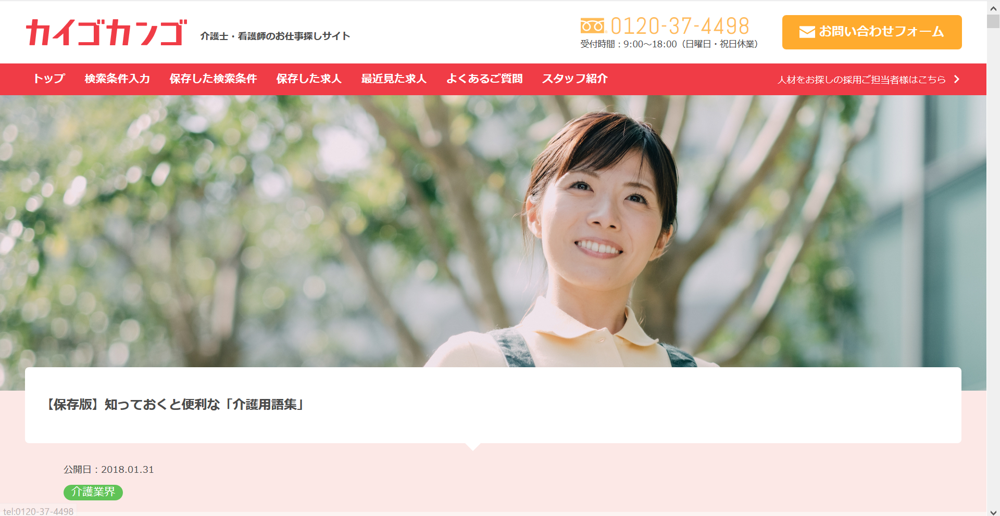 カイゴカンゴ
介護士・看護師のお仕事探しサイト
0120-37-4498
受付時間：9:00～18:00（日曜日・祝日休業）
お問い合わせフォーム
トップ 検索条件入力 保存した検索条件 保存した求人 最近見た求人 よくあるご質問 スタッフ紹介
人材をお探しの採用ご担当者様はこちら
【保存版】知っておくと便利な「介護用語集」
公開日：2018.01.31
介護業界
tel:0120-37-4498